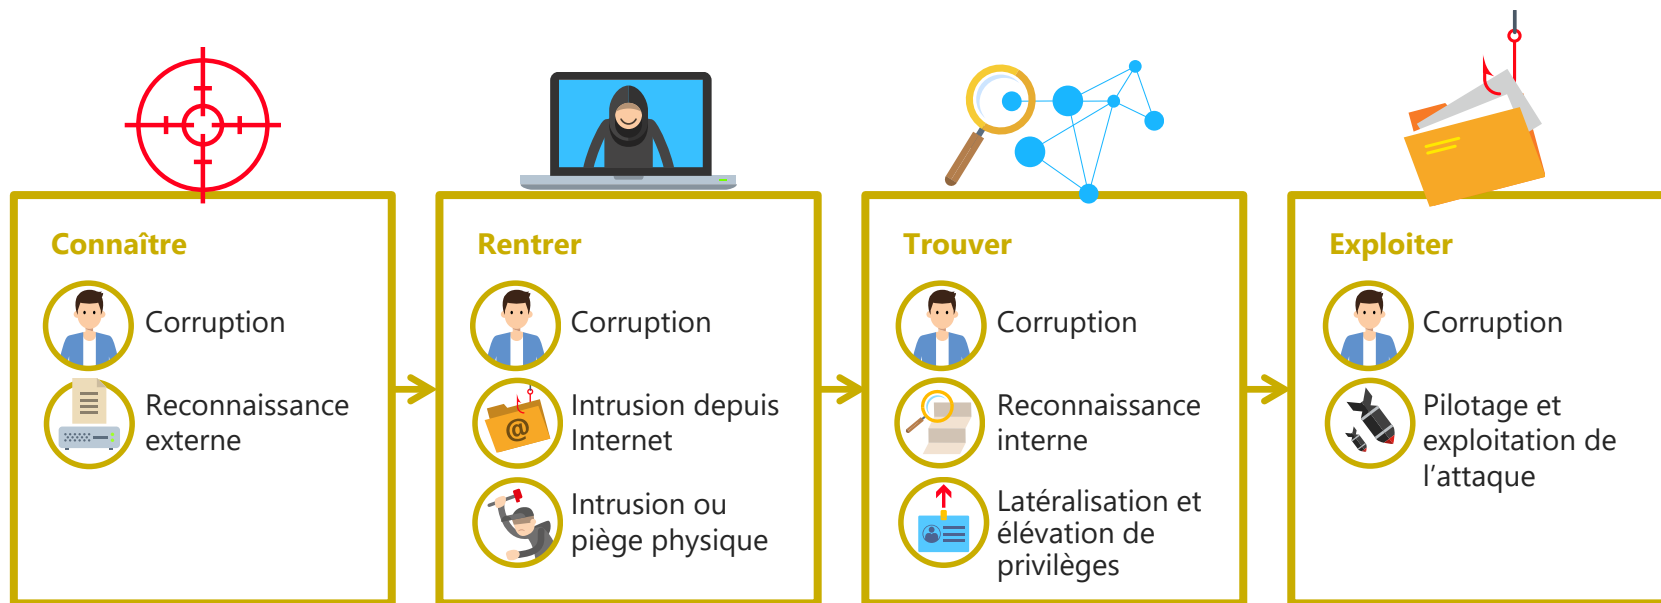 Connaître
Corruption
Reconnaissance
externe
Rentrer
Corruption
@
Intrusion depuis
Internet
Intrusion ou
piège physique
Trouver
Corruption
Reconnaissance
interne
Latéralisation et
élévation de
privilèges
Exploiter
Corruption
Pilotage et
exploitation de
l’attaque